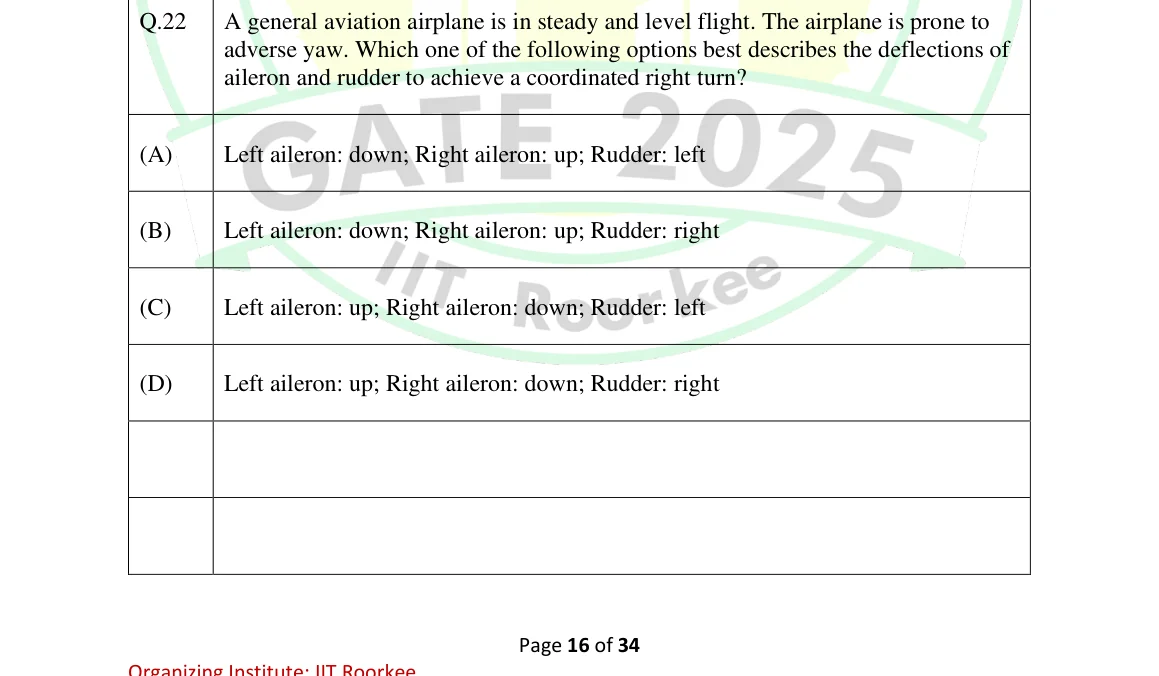 Q.22 A general aviation airplane is in steady and level flight. The airplane is prone to
adverse yaw. Which one of the following options best describes the deflections of
aileron and rudder to achieve a coordinated right turn?
GATE 2025
(A) Left aileron: down; Right aileron: up; Rudder: left
(B) Left aileron: down; Right aileron: up; Rudder: right
IIT Roorkee
(C) Left aileron: up; Right aileron: down; Rudder: left
(D) Left aileron: up; Right aileron: down; Rudder: right
Page 16 of 34
Organizing Institute: IIT Roorkee